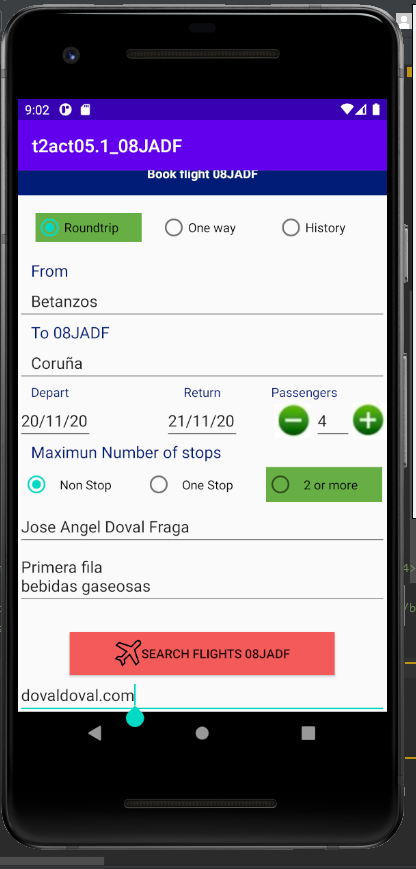 9:02
t2act05.1_08JADF
Book flight 08JADF
Roundtrip One way History
From
Betanzos
To 08JADF
Coruña
Depart Return Passengers
20/11/20 21/11/20 4
Maximun Number of stops
Non Stop One Stop 2 or more
Jose Angel Doval Fraga
Primera fila
bebidas gaseosas
SEARCH FLIGHTS 08JADF
dovaldoval.com